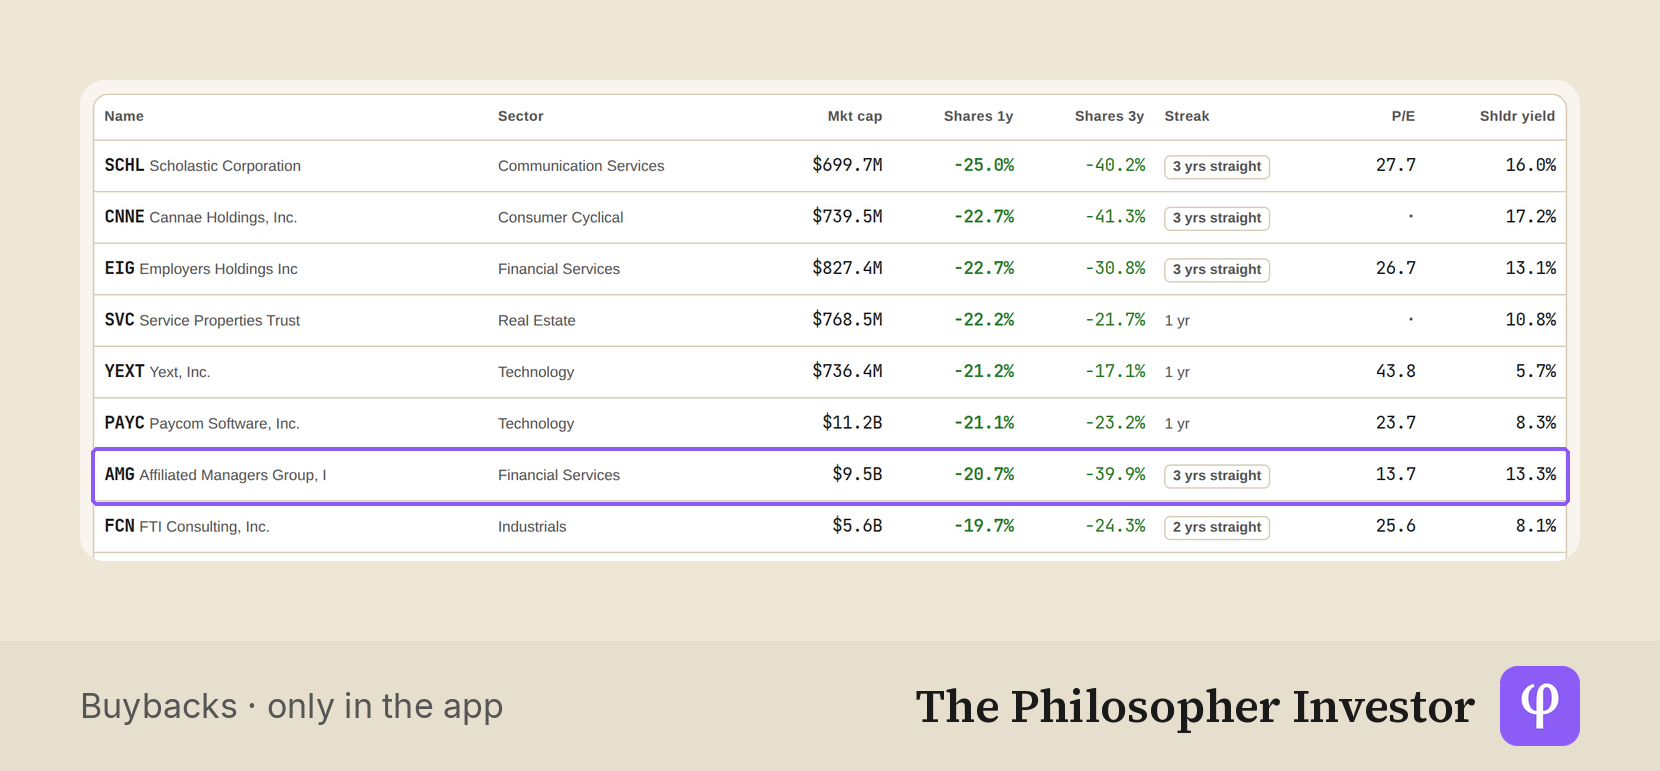 Name Sector Mkt cap Shares 1y Shares 3y Streak P/E Shldr yield
SCHL Scholastic Corporation Communication Services $699.7M -25.0% -40.2% 3 yrs straight 27.7 16.0%
CNNE Cannae Holdings, Inc. Consumer Cyclical $739.5M -22.7% -41.3% 3 yrs straight · 17.2%
EIG Employers Holdings Inc Financial Services $827.4M -22.7% -30.8% 3 yrs straight 26.7 13.1%
SVC Service Properties Trust Real Estate $768.5M -22.2% -21.7% 1 yr · 10.8%
YEXT Yext, Inc. Technology $736.4M -21.2% -17.1% 1 yr 43.8 5.7%
PAYC Paycom Software, Inc. Technology $11.2B -21.1% -23.2% 1 yr 23.7 8.3%
AMG Affiliated Managers Group, I Financial Services $9.5B -20.7% -39.9% 3 yrs straight 13.7 13.3%
FCN FTI Consulting, Inc. Industrials $5.6B -19.7% -24.3% 2 yrs straight 25.6 8.1%
Buybacks · only in the app
The Philosopher Investor φ